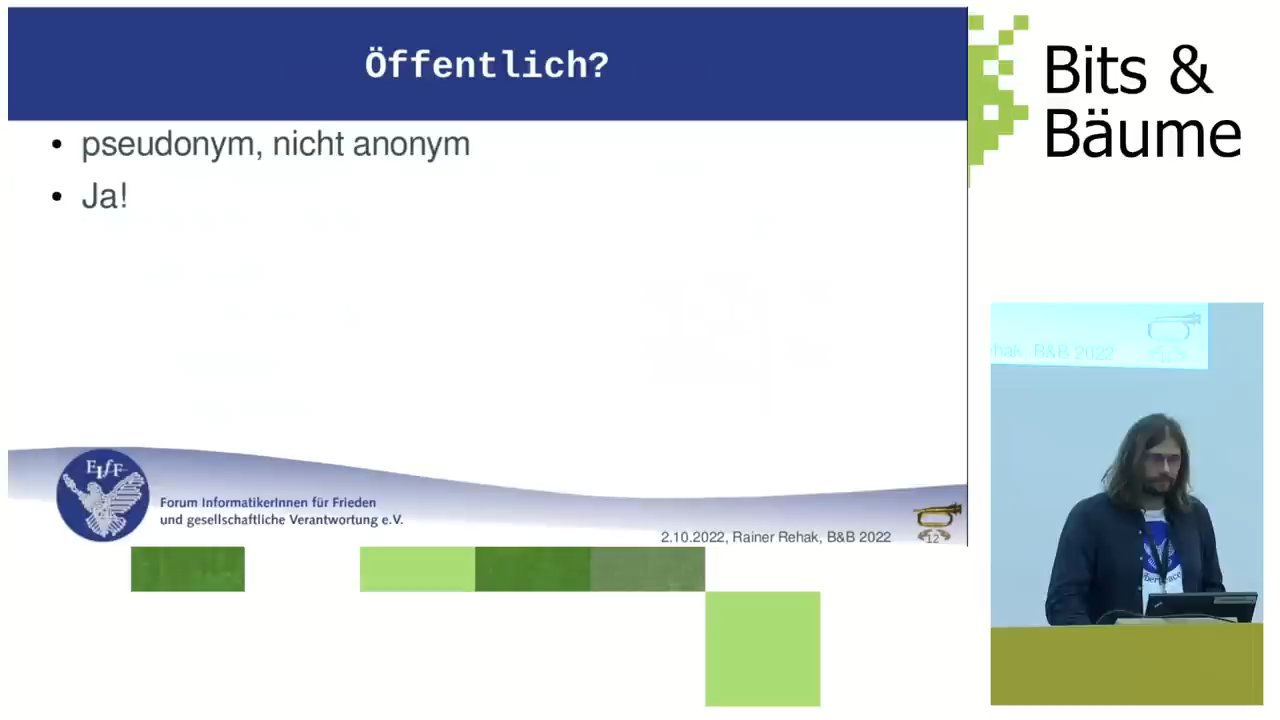 Öffentlich?
• pseudonym, nicht anonym
• Ja!
FIfF
Forum InformatikerInnen für Frieden
und gesellschaftliche Verantwortung e.V.
2.10.2022, Rainer Rehak, B&B 2022
12
Bits &
Bäume
hak, B&B 2022